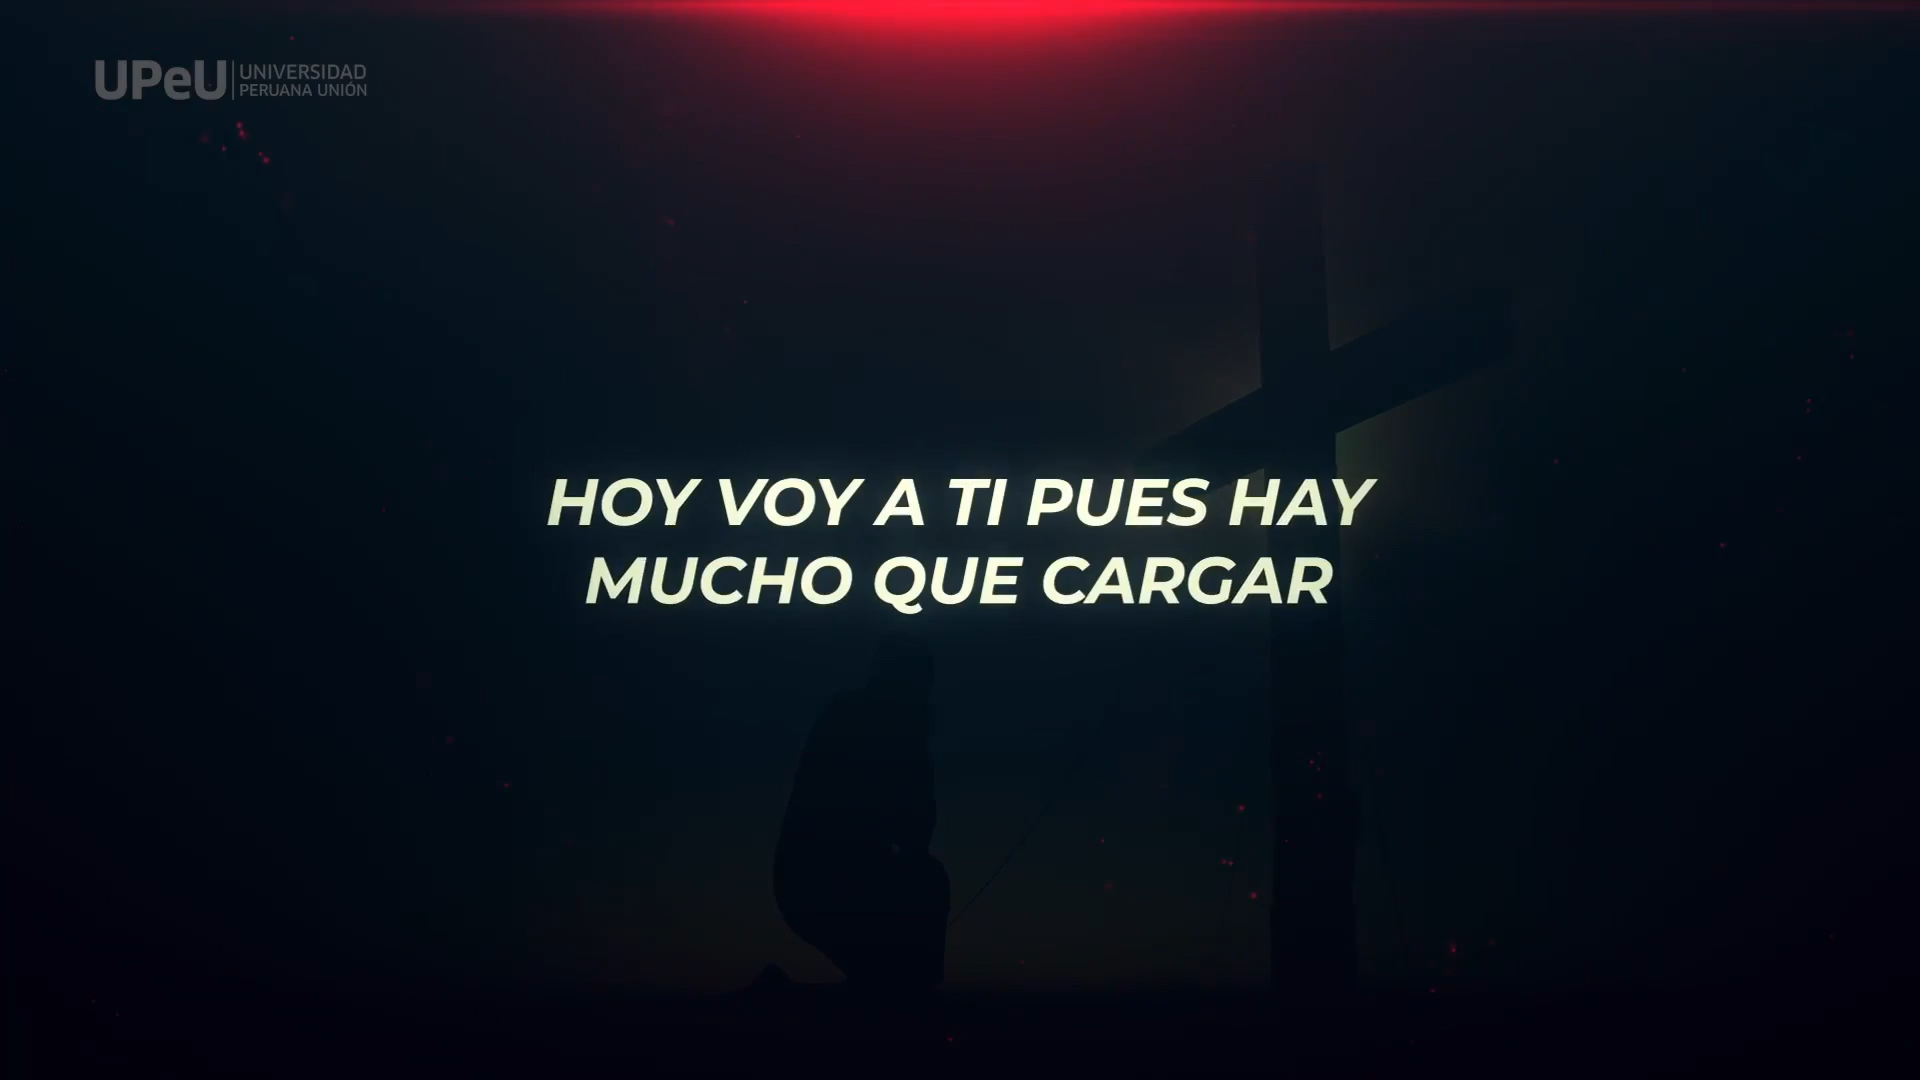 UPeU UNIVERSIDAD
PERUANA UNIÓN
HOY VOY A TI PUES HAY
MUCHO QUE CARGAR